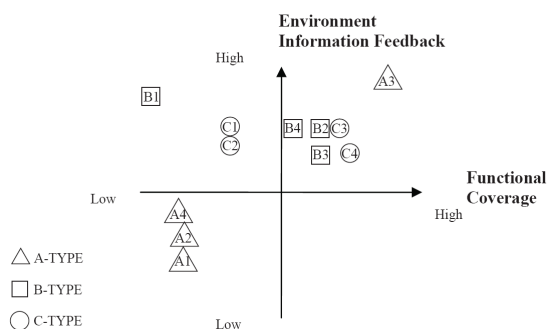 Environment
Information Feedback
High
A3
B1
C1
B4
B2
C3
C2
B3
C4
Functional
Coverage
Low
High
A4
A2
A1
A-TYPE
B-TYPE
C-TYPE
Low